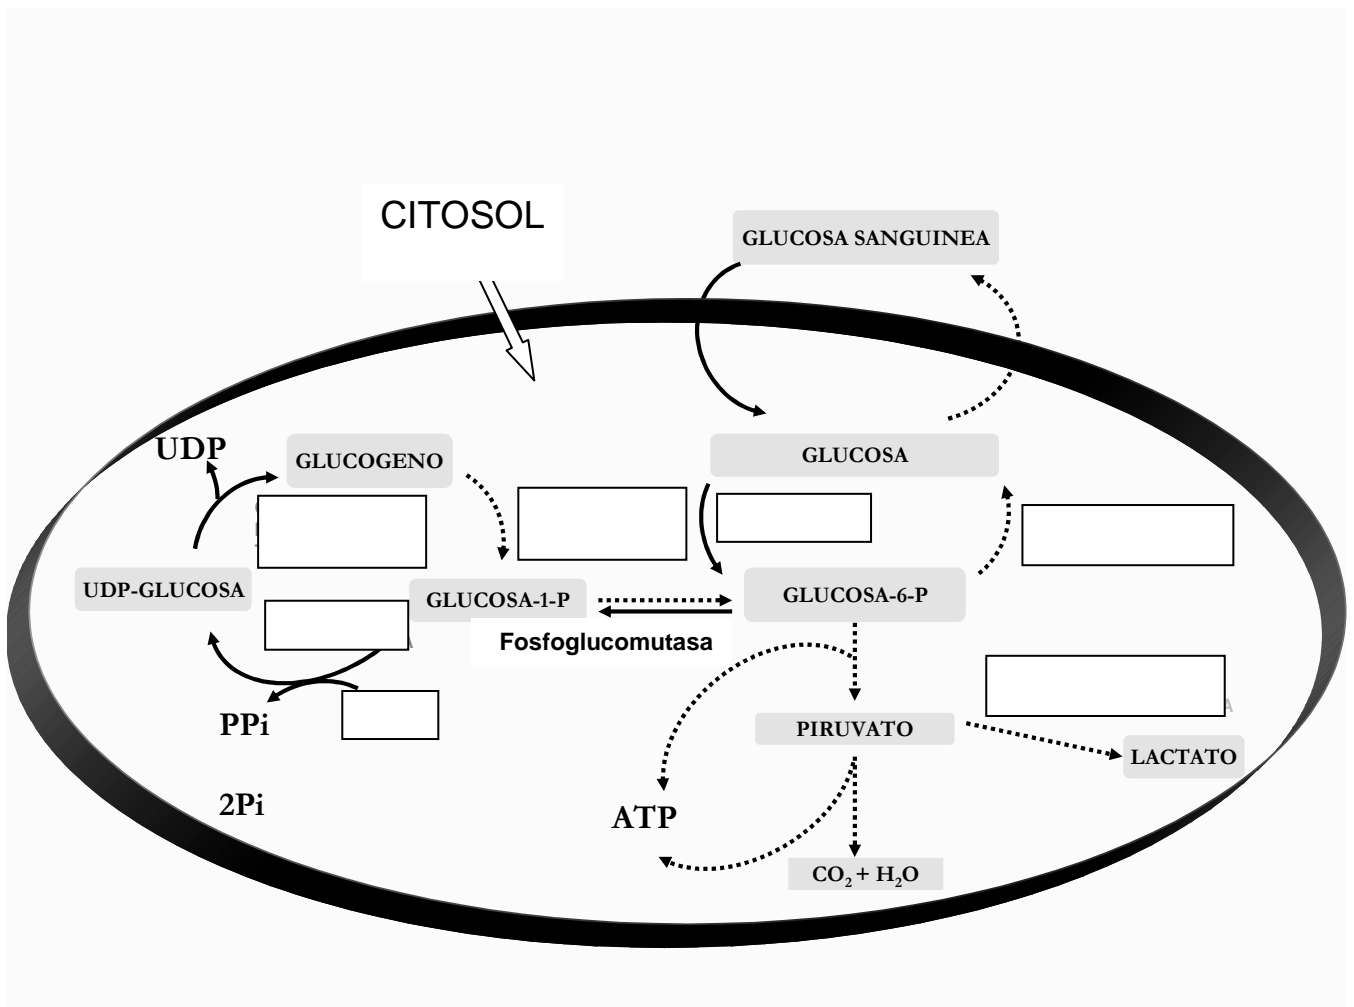 CITOSOL
GLUCOSA SANGUINEA
UDP
GLUCOGENO
GLUCOSA
UDP-GLUCOSA
GLUCOSA-1-P
GLUCOSA-6-P
Fosfoglucomutasa
PPi
PIRUVATO
LACTATO
2Pi
ATP
CO₂ + H₂O